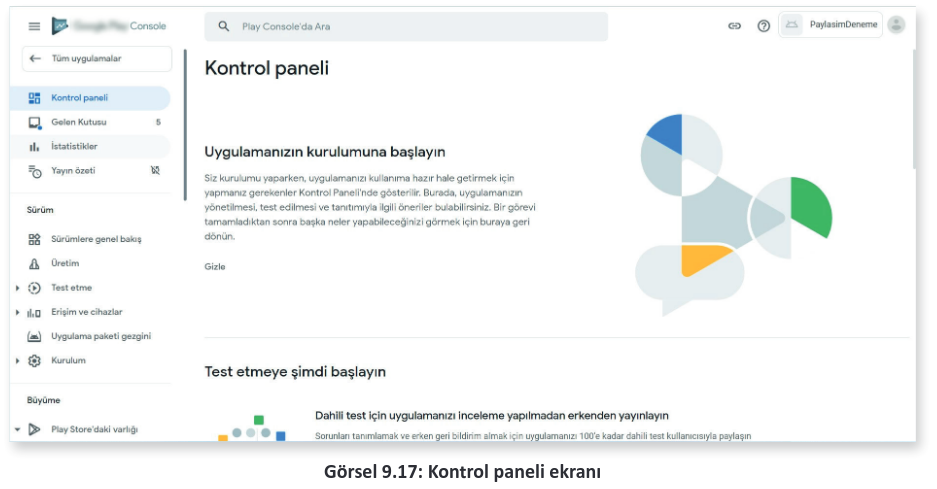 Console
Play Console'da Ara
PaylasimDeneme
Tüm uygulamalar
Kontrol paneli
Gelen Kutusu 5
İstatistikler
Yayın özeti
Sürüm
Sürümlere genel bakış
Üretim
Test etme
Erişim ve cihazlar
Uygulama paketi gezgini
Kurulum
Büyüme
Play Store'daki varlığı
Kontrol paneli
Uygulamanızın kurulumuna başlayın
Siz kurulumu yaparken, uygulamanızı kullanıma hazır hale getirmek için
yapmanız gerekenler Kontrol Paneli'nde gösterilir. Burada, uygulamanızın
yönetilmesi, test edilmesi ve tanıtımıyla ilgili öneriler bulabilirsiniz. Bir görevi
tamamladıktan sonra başka neler yapabileceğinizi görmek için buraya geri
dönün.
Gizle
Test etmeye şimdi başlayın
Dahili test için uygulamanızı inceleme yapılmadan erkenden yayınlayın
Sorunları tanımlamak ve erken geri bildirim almak için uygulamanızı 100'e kadar dahili test kullanıcısıyla paylaşın
Görsel 9.17: Kontrol paneli ekranı